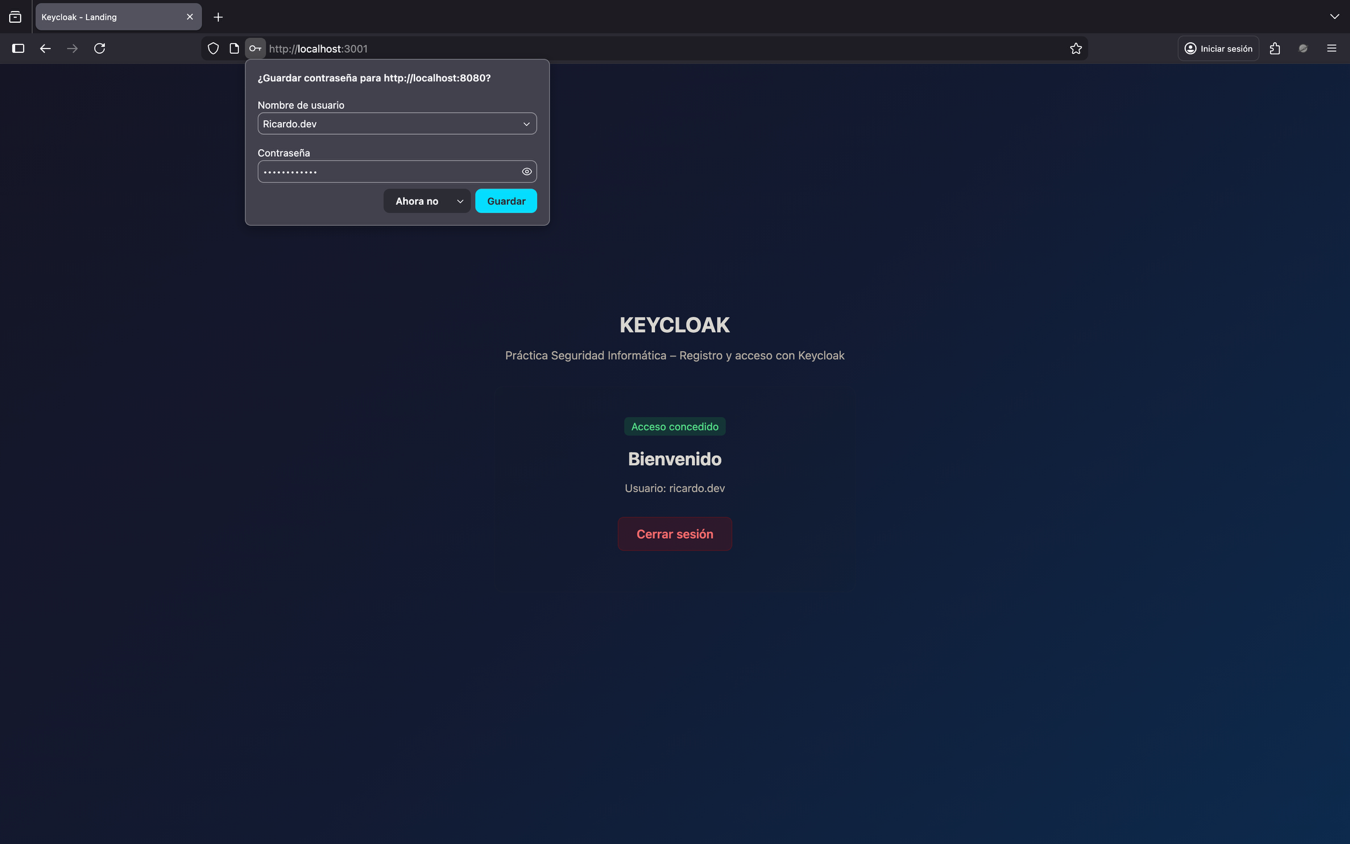 Keycloak - Landing
http://localhost:3001
Iniciar sesión
¿Guardar contraseña para http://localhost:8080?
Nombre de usuario
Ricardo.dev
Contraseña
••••••••••••
Ahora no
Guardar
KEYCLOAK
Práctica Seguridad Informática – Registro y acceso con Keycloak
Acceso concedido
Bienvenido
Usuario: ricardo.dev
Cerrar sesión